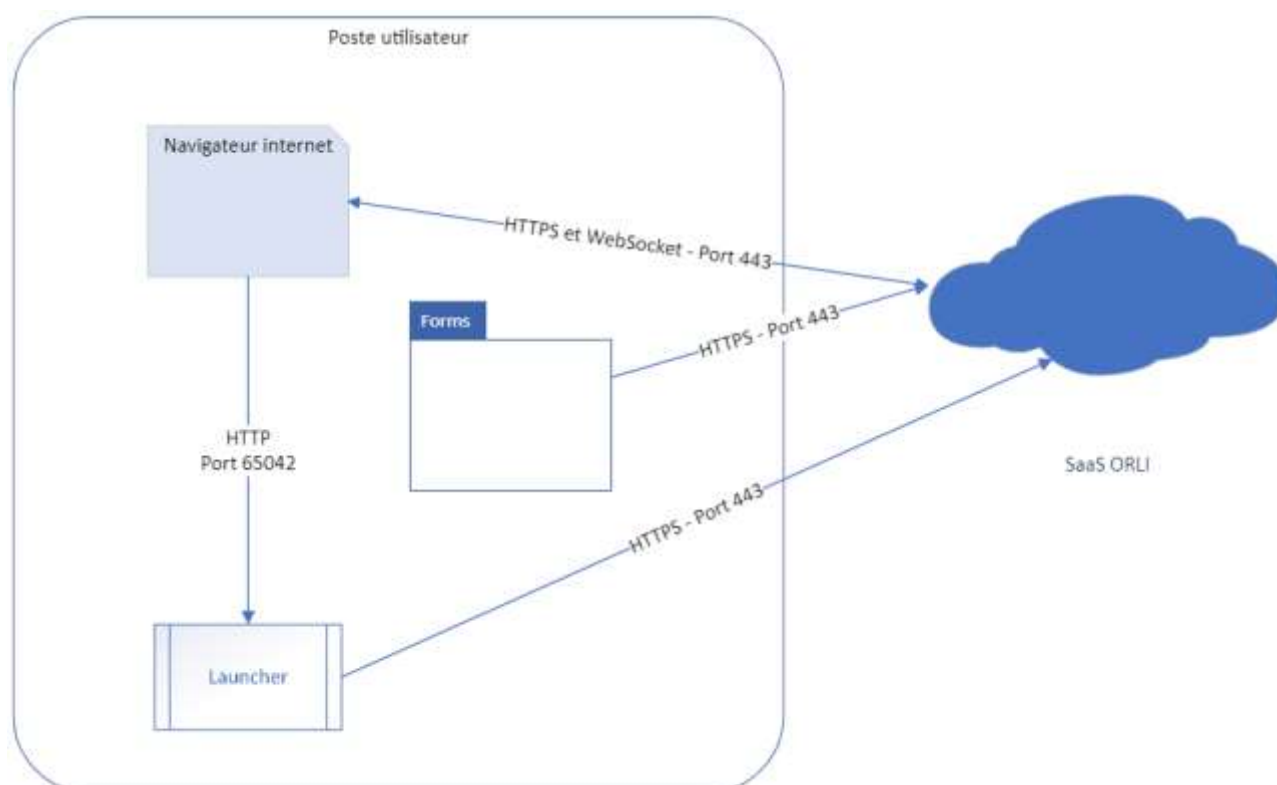 Poste utilisateur
Navigateur internet
HTTPS et WebSocket - Port 443
Forms
HTTPS - Port 443
HTTP
Port 65042
SaaS ORLI
HTTPS - Port 443
Launcher